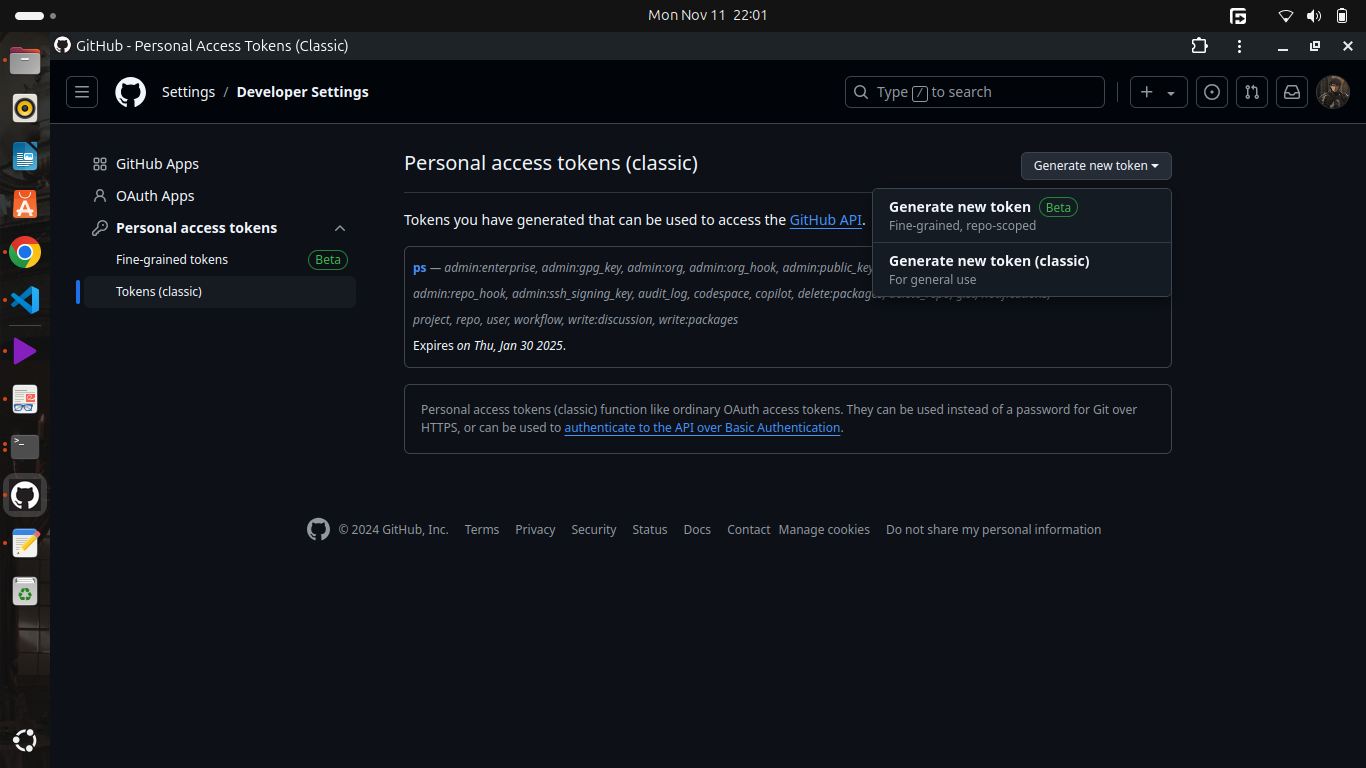 Mon Nov 11 22:01
GitHub - Personal Access Tokens (Classic)
Settings / Developer Settings
Type / to search
GitHub Apps
OAuth Apps
Personal access tokens
Fine-grained tokens Beta
Tokens (classic)
Personal access tokens (classic)
Generate new token
Generate new token Beta
Fine-grained, repo-scoped
Generate new token (classic)
For general use
Tokens you have generated that can be used to access the GitHub API.
ps — admin:enterprise, admin:gpg_key, admin:org, admin:org_hook, admin:public_key
admin:repo_hook, admin:ssh_signing_key, audit_log, codespace, copilot, delete:packages,
project, repo, user, workflow, write:discussion, write:packages
Expires on Thu, Jan 30 2025.
Personal access tokens (classic) function like ordinary OAuth access tokens. They can be used instead of a password for Git over
HTTPS, or can be used to authenticate to the API over Basic Authentication.
© 2024 GitHub, Inc. Terms Privacy Security Status Docs Contact Manage cookies Do not share my personal information